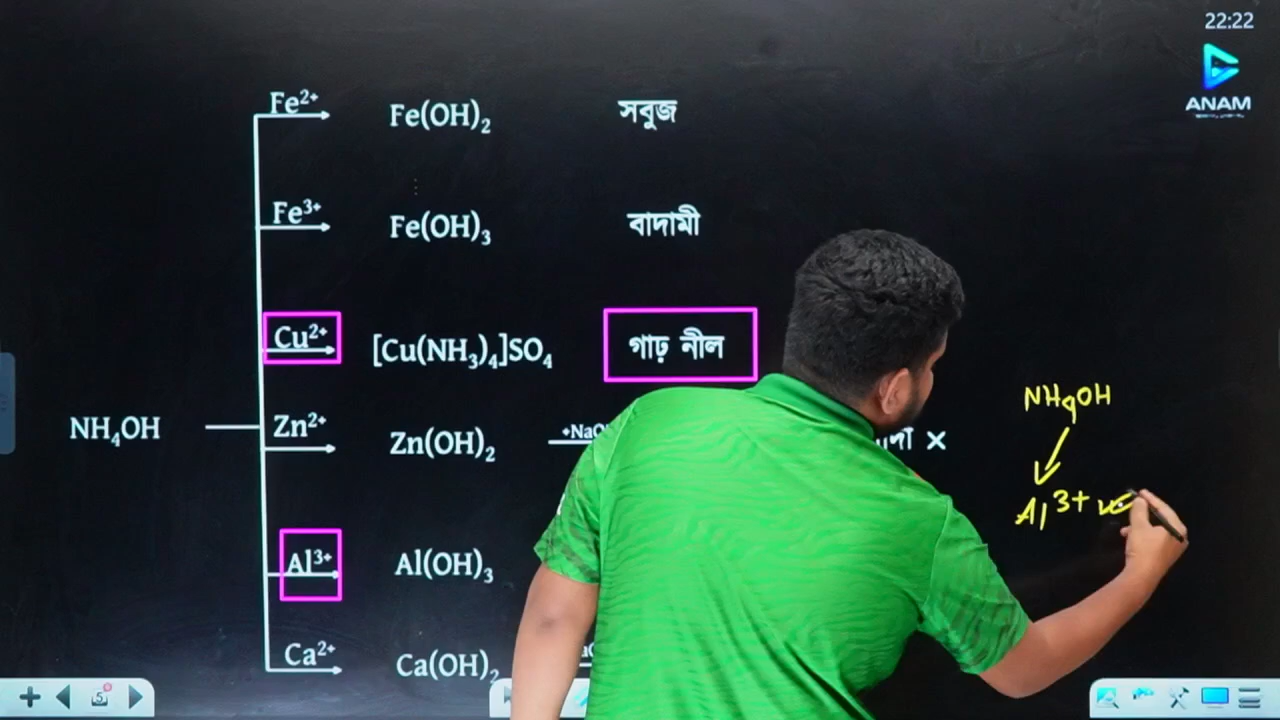 22:22
ANAM
Fe²⁺ Fe(OH)₂ সবুজ
Fe³⁺ Fe(OH)₃ বাদামী
Cu²⁺ [Cu(NH₃)₄]SO₄ গাঢ় নীল
NH₄OH
Zn²⁺ Zn(OH)₂ ×
Al³⁺ Al(OH)₃
Ca²⁺ Ca(OH)₂
NH₄OH
Al³⁺